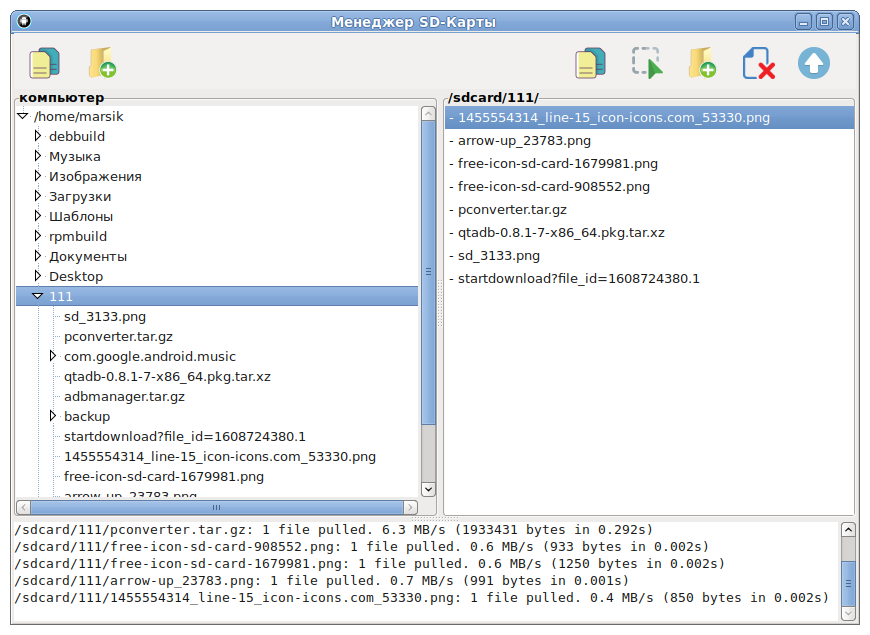 Менеджер SD-Карты
компьютер
/home/marsik
debbuild
Музыка
Изображения
Загрузки
Шаблоны
rpmbuild
Документы
Desktop
111
sd_3133.png
pconverter.tar.gz
com.google.android.music
qtadb-0.8.1-7-x86_64.pkg.tar.xz
adbmanager.tar.gz
backup
startdownload?file_id=1608724380.1
1455554314_line-15_icon-icons.com_53330.png
free-icon-sd-card-1679981.png
arrow-up_23783.png
/sdcard/111/
- 1455554314_line-15_icon-icons.com_53330.png
- arrow-up_23783.png
- free-icon-sd-card-1679981.png
- free-icon-sd-card-908552.png
- pconverter.tar.gz
- qtadb-0.8.1-7-x86_64.pkg.tar.xz
- sd_3133.png
- startdownload?file_id=1608724380.1
/sdcard/111/pconverter.tar.gz: 1 file pulled. 6.3 MB/s (1933431 bytes in 0.292s)
/sdcard/111/free-icon-sd-card-908552.png: 1 file pulled. 0.6 MB/s (933 bytes in 0.002s)
/sdcard/111/free-icon-sd-card-1679981.png: 1 file pulled. 0.6 MB/s (1250 bytes in 0.002s)
/sdcard/111/arrow-up_23783.png: 1 file pulled. 0.7 MB/s (991 bytes in 0.001s)
/sdcard/111/1455554314_line-15_icon-icons.com_53330.png: 1 file pulled. 0.4 MB/s (850 bytes in 0.002s)